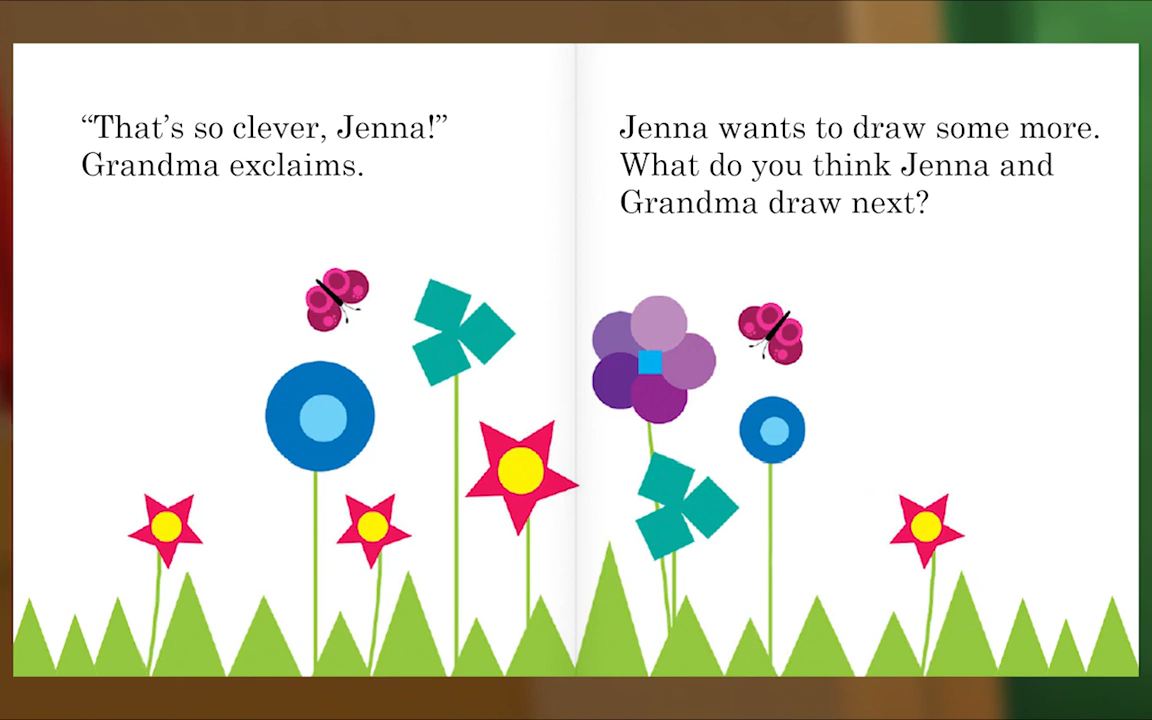 “That’s so clever, Jenna!”
Grandma exclaims.
Jenna wants to draw some more.
What do you think Jenna and
Grandma draw next?